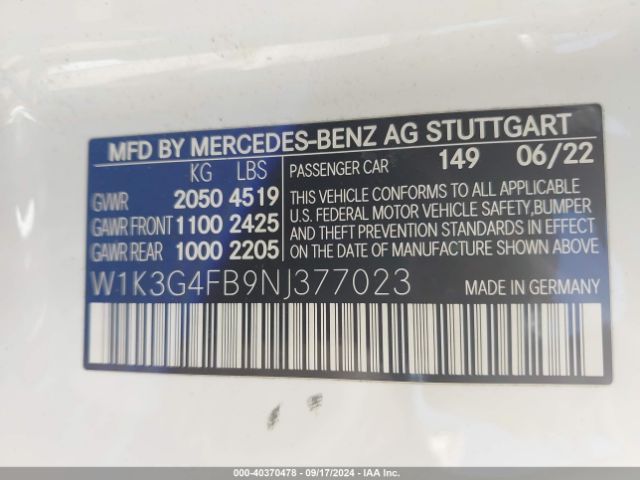 MFD BY MERCEDES-BENZ AG STUTTGART
KG LBS
GVWR 2050 4519
GAWR FRONT 1100 2425
GAWR REAR 1000 2205
PASSENGER CAR 149 06/22
THIS VEHICLE CONFORMS TO ALL APPLICABLE
U.S. FEDERAL MOTOR VEHICLE SAFETY,BUMPER
AND THEFT PREVENTION STANDARDS IN EFFECT
ON THE DATE OF MANUFACTURE SHOWN ABOVE.
W1K3G4FB9NJ377023 MADE IN GERMANY
000-40370478 - 09/17/2024 - COPYRIGHT IAA